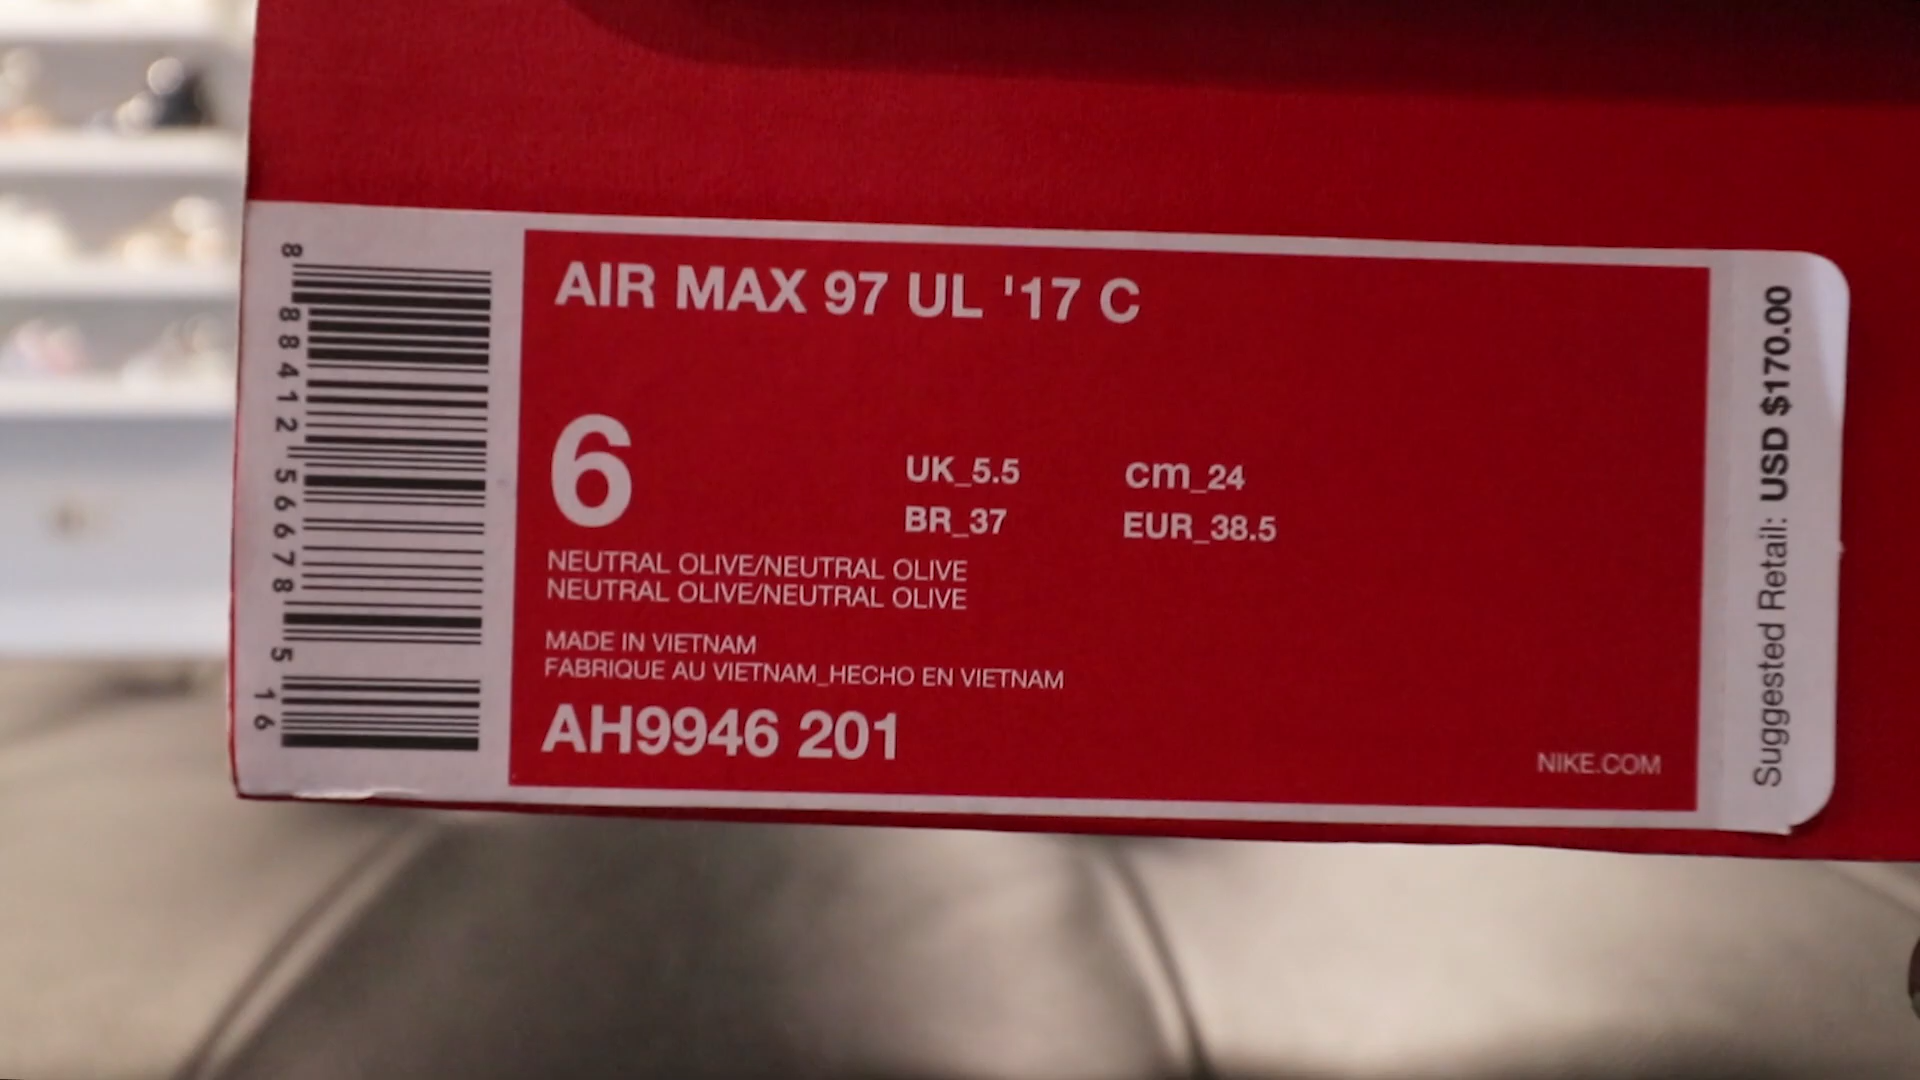 AIR MAX 97 UL '17 C
6
UK_5.5 cm_24
BR_37 EUR_38.5
NEUTRAL OLIVE/NEUTRAL OLIVE
NEUTRAL OLIVE/NEUTRAL OLIVE
MADE IN VIETNAM
FABRIQUE AU VIETNAM_HECHO EN VIETNAM
AH9946 201
NIKE.COM
8 88412 56678 5
16
Suggested Retail: USD $170.00